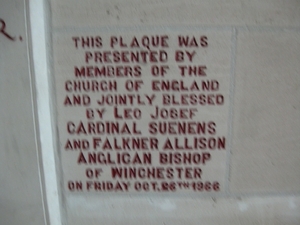 R.
THIS PLAQUE WAS
PRESENTED BY
MEMBERS OF THE
CHURCH OF ENGLAND
AND JOINTLY BLESSED
BY LEO JOSEF
CARDINAL SUENENS
AND FALKNER ALLISON
ANGLICAN BISHOP
OF WINCHESTER
ON FRIDAY OCT. 26TH 1966